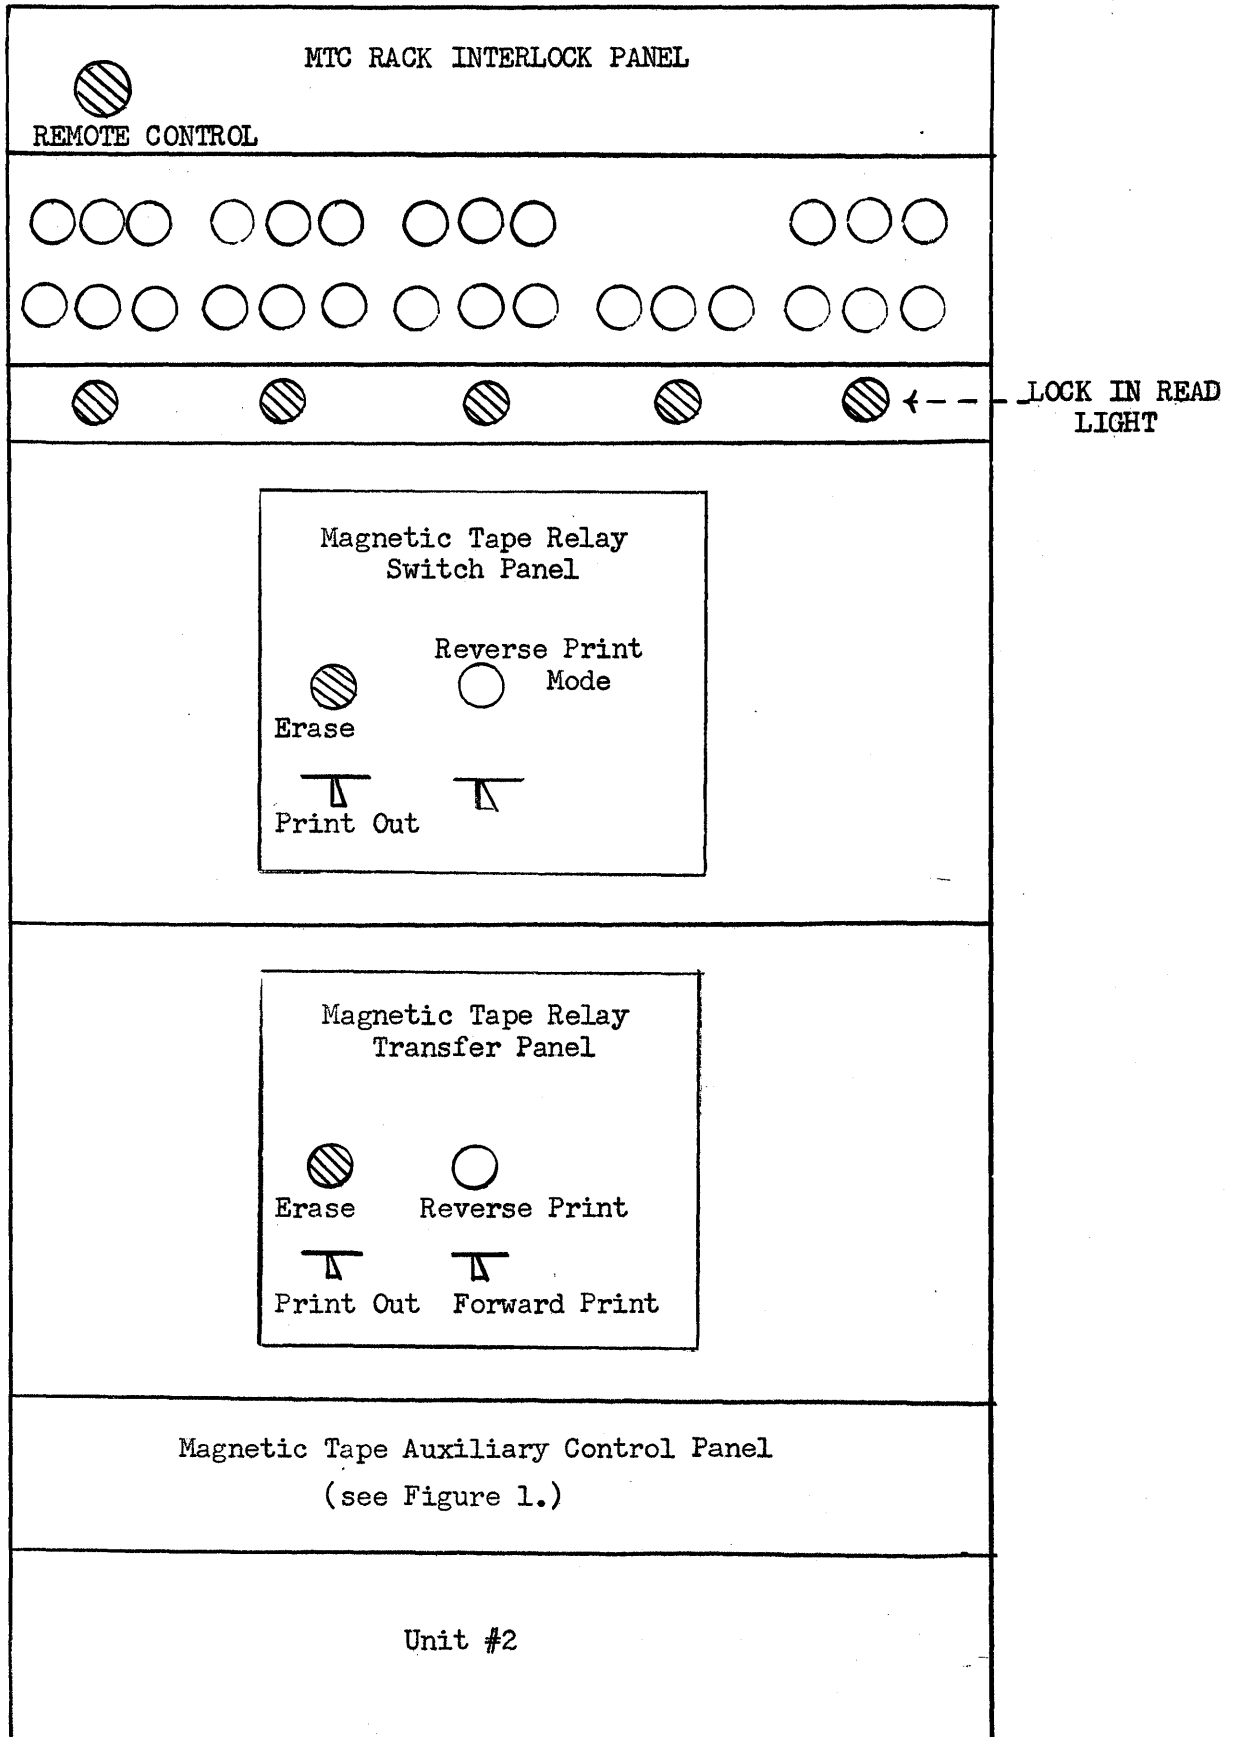 MTC RACK INTERLOCK PANEL
REMOTE CONTROL
LOCK IN READ
LIGHT
Magnetic Tape Relay
Switch Panel
Reverse Print
Mode
Erase
Print Out
Magnetic Tape Relay
Transfer Panel
Erase Reverse Print
Print Out Forward Print
Magnetic Tape Auxiliary Control Panel
(see Figure 1.)
Unit #2